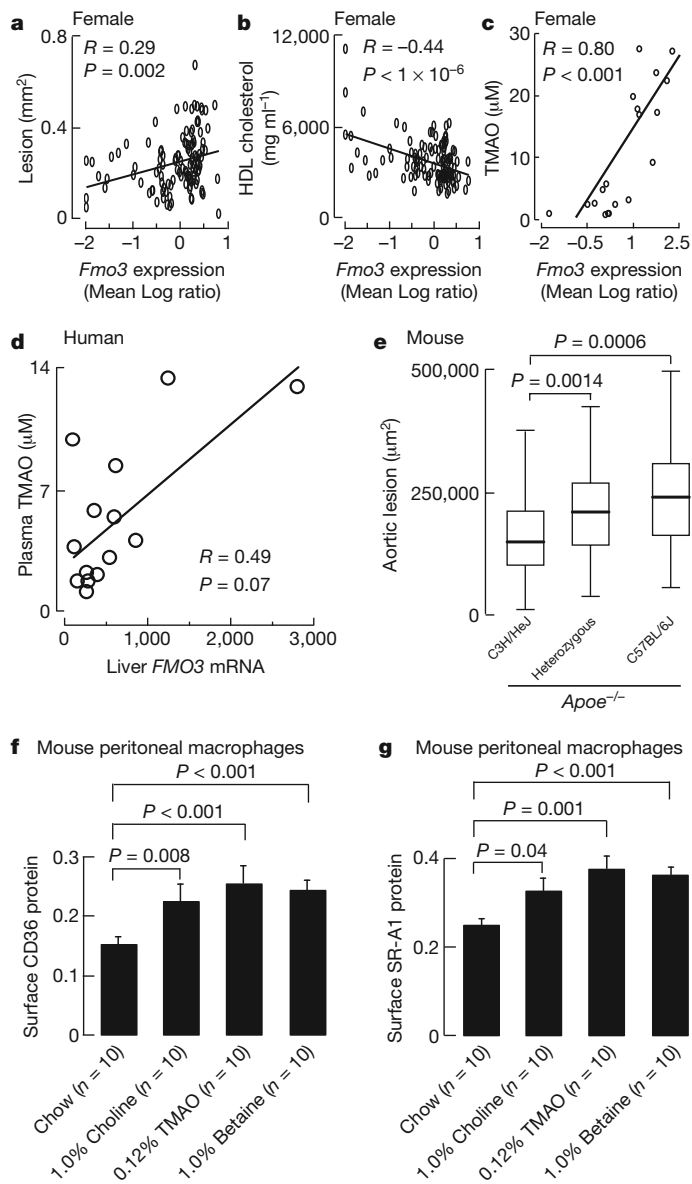 a Female
0.8
0.4
0
Lesion (mm²)
R = 0.29
P = 0.002
−2 −1 0 1
Fmo3 expression
(Mean Log ratio)
b Female
12,000
6,000
0
HDL cholesterol
(mg ml⁻¹)
R = −0.44
P < 1 × 10⁻⁶
−2 −1 0 1
Fmo3 expression
(Mean Log ratio)
c Female
30
20
10
0
TMAO (μM)
R = 0.80
P < 0.001
−2 −0.5 1 2.5
Fmo3 expression
(Mean Log ratio)
d Human
14
7
0
Plasma TMAO (μM)
R = 0.49
P = 0.07
0 1,000 2,000 3,000
Liver FMO3 mRNA
e Mouse
P = 0.0006
P = 0.0014
500,000
250,000
0
Aortic lesion (μm²)
C3H/HeJ
Heterozygous
C57BL/6J
Apoe⁻/⁻
f Mouse peritoneal macrophages
P < 0.001
P < 0.001
P = 0.008
0.3
0.2
0.1
0
Surface CD36 protein
Chow (n = 10)
1.0% Choline (n = 10)
0.12% TMAO (n = 10)
1.0% Betaine (n = 10)
g Mouse peritoneal macrophages
P < 0.001
P = 0.001
P = 0.04
0.4
0.2
0
Surface SR-A1 protein
Chow (n = 10)
1.0% Choline (n = 10)
0.12% TMAO (n = 10)
1.0% Betaine (n = 10)